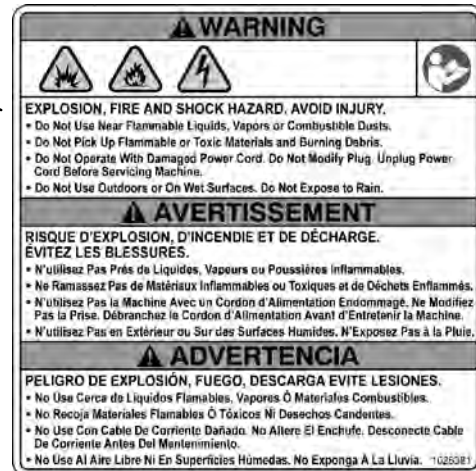 WARNING
EXPLOSION, FIRE AND SHOCK HAZARD. AVOID INJURY.
• Do Not Use Near Flammable Liquids, Vapors or Combustible Dusts.
• Do Not Pick Up Flammable or Toxic Materials and Burning Debris.
• Do Not Operate With Damaged Power Cord. Do Not Modify Plug. Unplug Power
Cord Before Servicing Machine.
• Do Not Use Outdoors or On Wet Surfaces. Do Not Expose to Rain.
AVERTISSEMENT
RISQUE D'EXPLOSION, D'INCENDIE ET DE DÉCHARGE.
ÉVITEZ LES BLESSURES.
• N'utilisez Pas Près de Liquides, Vapeurs ou Poussières Inflammables.
• Ne Ramassez Pas de Matériaux Inflammables ou Toxiques et de Déchets Enflammés.
• N'utilisez Pas la Machine Avec un Cordon d'Alimentation Endommagé. Ne Modifiez
Pas la Prise. Débranchez le Cordon d'Alimentation Avant d'Entretenir la Machine.
• N'utilisez Pas en Extérieur ou Sur des Surfaces Humides. N'Exposez Pas à la Pluie.
ADVERTENCIA
PELIGRO DE EXPLOSIÓN, FUEGO, DESCARGA EVITE LESIONES.
• No Use Cerca de Liquidos Flamables, Vapores Ô Materiales Combustibles.
• No Recoja Materiales Flamables Ô Tóxicos Ni Desechos Candentes.
• No Use Con Cable De Corriente Dañado. No Altere El Enchufe. Desconecte Cable
De Corriente Antes Del Mantenimiento.
• No Use Al Aire Libre Ni En Superficies Húmedas. No Exponga À La Lluvia.